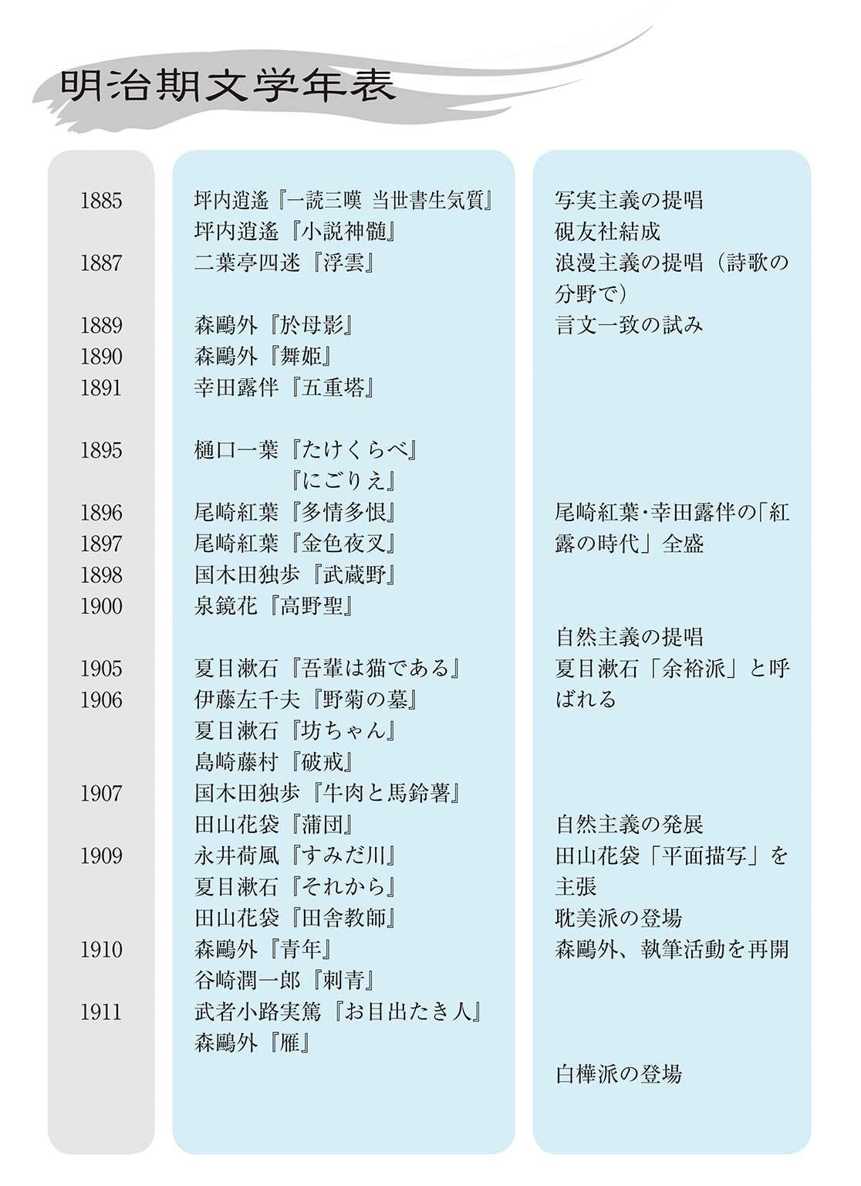 明治期文学年表
1885 坪内逍遙『一読三嘆 当世書生気質』 写実主義の提唱
坪内逍遙『小説神髄』 硯友社結成
1887 二葉亭四迷『浮雲』 浪漫主義の提唱（詩歌の
分野で）
1889 森鷗外『於母影』 言文一致の試み
1890 森鷗外『舞姫』
1891 幸田露伴『五重塔』
1895 樋口一葉『たけくらべ』
『にごりえ』
1896 尾崎紅葉『多情多恨』 尾崎紅葉・幸田露伴の「紅
1897 尾崎紅葉『金色夜叉』 露の時代」全盛
1898 国木田独歩『武蔵野』
1900 泉鏡花『高野聖』
自然主義の提唱
1905 夏目漱石『吾輩は猫である』 夏目漱石「余裕派」と呼
1906 伊藤左千夫『野菊の墓』 ばれる
夏目漱石『坊ちゃん』
島崎藤村『破戒』
1907 国木田独歩『牛肉と馬鈴薯』
田山花袋『蒲団』 自然主義の発展
1909 永井荷風『すみだ川』 田山花袋「平面描写」を
夏目漱石『それから』 主張
田山花袋『田舎教師』 耽美派の登場
1910 森鷗外『青年』 森鷗外、執筆活動を再開
谷崎潤一郎『刺青』
1911 武者小路実篤『お目出たき人』
森鷗外『雁』
白樺派の登場